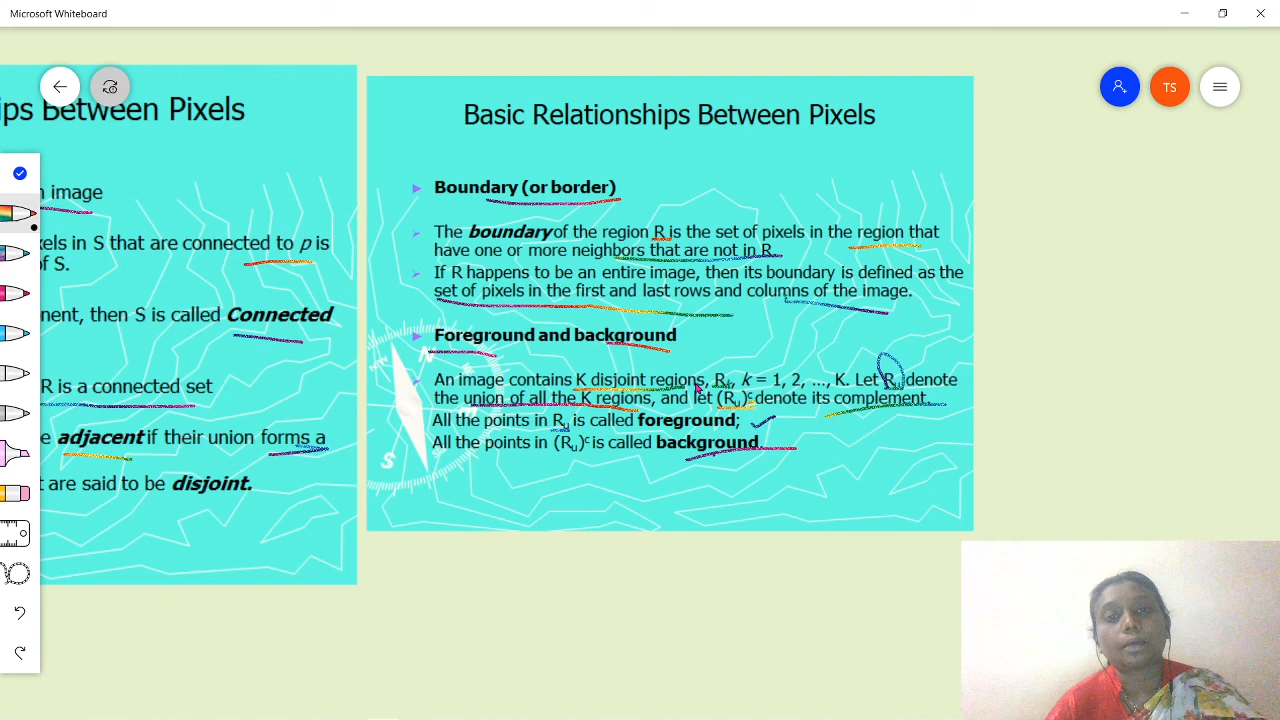 Microsoft Whiteboard
TS
ips Between Pixels
n image
xels in S that are connected to p is
of S.
nent, then S is called Connected
R is a connected set
e adjacent if their union forms a
t are said to be disjoint.
Basic Relationships Between Pixels
Boundary (or border)
The boundary of the region R is the set of pixels in the region that
have one or more neighbors that are not in R.
If R happens to be an entire image, then its boundary is defined as the
set of pixels in the first and last rows and columns of the image.
Foreground and background
An image contains K disjoint regions, Rk, k = 1, 2, …, K. Let Ru denote
the union of all the K regions, and let (Ru)c denote its complement.
All the points in Ru is called foreground;
All the points in (Ru)c is called background.
N
S